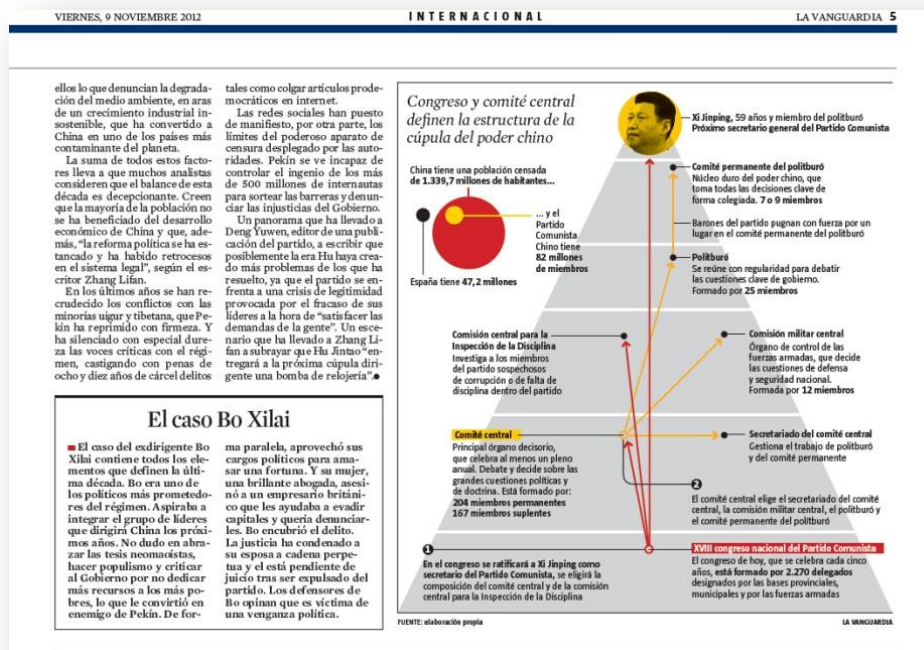 VIERNES, 9 NOVIEMBRE 2012
INTERNACIONAL
LA VANGUARDIA 5
ellos lo que denuncian la degrada-
ción del medio ambiente, en aras
de un crecimiento industrial in-
sostenible, que ha convertido a
China en uno de los países más
contaminante del planeta.
La suma de todos estos facto-
res lleva a que muchos analistas
consideren que el balance de esta
década es decepcionante. Creen
que la mayoría de la población no
se ha beneficiado del desarrollo
económico de China y que, ade-
más, “la reforma política se ha es-
tancado y ha habido retrocesos
en el sistema legal”, según el es-
critor Zhang Lifan.
En los últimos años se han re-
crudecido los conflictos con las
minorías uigur y tibetana, que Pe-
kín ha reprimido con firmeza. Y
ha silenciado con especial dure-
za las voces críticas con el régi-
men, castigando con penas de
ocho y diez años de cárcel delitos
tales como colgar artículos prode-
mocráticos en internet.
Las redes sociales han puesto
de manifiesto, por otra parte, los
límites del poderoso aparato de
censura desplegado por las auto-
ridades. Pekín se ve incapaz de
controlar el ingenio de los más
de 500 millones de internautas
para sortear las barreras y denun-
ciar las injusticias del Gobierno.
Un panorama que ha llevado a
Deng Yuwen, editor de una publi-
cación del partido, a escribir que
posiblemente la era Hu haya crea-
do más problemas de los que ha
resuelto, ya que el partido se en-
frenta a una crisis de legitimidad
provocada por el fracaso de sus
líderes a la hora de “satisfacer las
demandas de la gente”. Un esce-
nario que ha llevado a Zhang Li-
fan a subrayar que Hu Jintao “en-
tregará a la próxima cúpula diri-
gente una bomba de relojería”.●
El caso Bo Xilai
■ El caso del exdirigente Bo
Xilai contiene todos los ele-
mentos que definen la últi-
ma década. Bo era uno de
los políticos más prometedo-
res del régimen. Aspiraba a
integrar el grupo de líderes
que dirigirá China los próxi-
mos años. No dudo en abra-
zar las tesis neomaoístas,
hacer populismo y criticar
al Gobierno por no dedicar
más recursos a los más po-
bres, lo que le convirtió en
enemigo de Pekín. De for-
ma paralela, aprovechó sus
cargos políticos para ama-
sar una fortuna. Y su mujer,
una brillante abogada, asesi-
nó a un empresario británi-
co que les ayudaba a evadir
capitales y quería denunciar-
les. Bo encubrió el delito.
La justicia ha condenado a
su esposa a cadena perpe-
tua y el está pendiente de
juicio tras ser expulsado del
partido. Los defensores de
Bo opinan que es víctima de
una venganza política.
Congreso y comité central
definen la estructura de la
cúpula del poder chino
China tiene una población censada
de 1.339,7 millones de habitantes...
... y el
Partido
Comunista
Chino tiene
82 millones
de miembros
España tiene 47,2 millones
Xi Jinping, 59 años y miembro del politburó
Próximo secretario general del Partido Comunista
Comité permanente del politburó
Núcleo duro del poder chino, que
toma todas las decisiones clave de
forma colegiada. 7 o 9 miembros
Barones del partido pugnan con fuerza por un
lugar en el comité permanente del politburó
Politburó
Se reúne con regularidad para debatir
las cuestiones clave de gobierno.
Formado por 25 miembros
Comisión central para la
Inspección de la Disciplina
Investiga a los miembros
del partido sospechosos
de corrupción o de falta de
disciplina dentro del partido
Comisión militar central
Órgano de control de las
fuerzas armadas, que decide
las cuestiones de defensa
y seguridad nacional.
Formada por 12 miembros
Comité central
Principal órgano decisorio,
que celebra al menos un pleno
anual. Debate y decide sobre las
grandes cuestiones políticas y
de doctrina. Está formado por:
204 miembros permanentes
167 miembros suplentes
Secretariado del comité central
Gestiona el trabajo de politburó
y del comité permanente
2
El comité central elige el secretariado del comité
central, la comisión militar central, el politburó y
el comité permanente del politburó
1
En el congreso se ratificará a Xi Jinping como
secretario del Partido Comunista, se eligirá la
composición del comité central y de la comisión
central para la Inspección de la Disciplina
XVIII congreso nacional del Partido Comunista
El congreso de hoy, que se celebra cada cinco
años, está formado por 2.270 delegados
designados por las bases provinciales,
municipales y por las fuerzas armadas
FUENTE: elaboración propia
LA VANGUARDIA